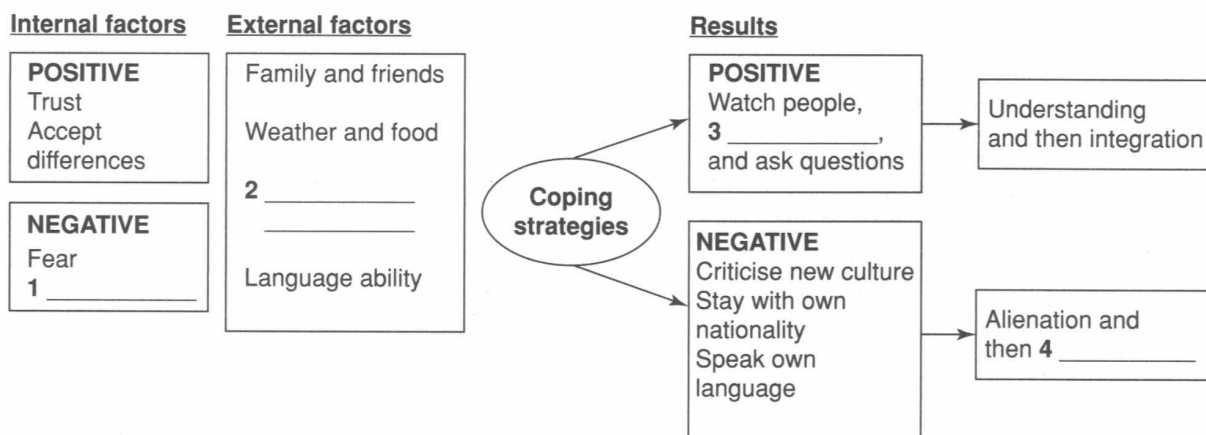 Internal factors
POSITIVE
Trust
Accept
differences
NEGATIVE
Fear
1 ____________
External factors
Family and friends
Weather and food
2 ____________
____________
Language ability
Coping
strategies
Results
POSITIVE
Watch people,
3 ____________,
and ask questions
Understanding
and then integration
NEGATIVE
Criticise new culture
Stay with own
nationality
Speak own
language
Alienation and
then 4 ___________